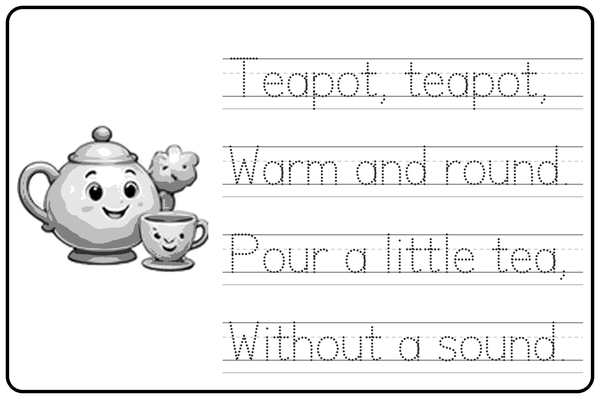 Teapot, teapot,
Warm and round.
Pour a little tea,
Without a sound.